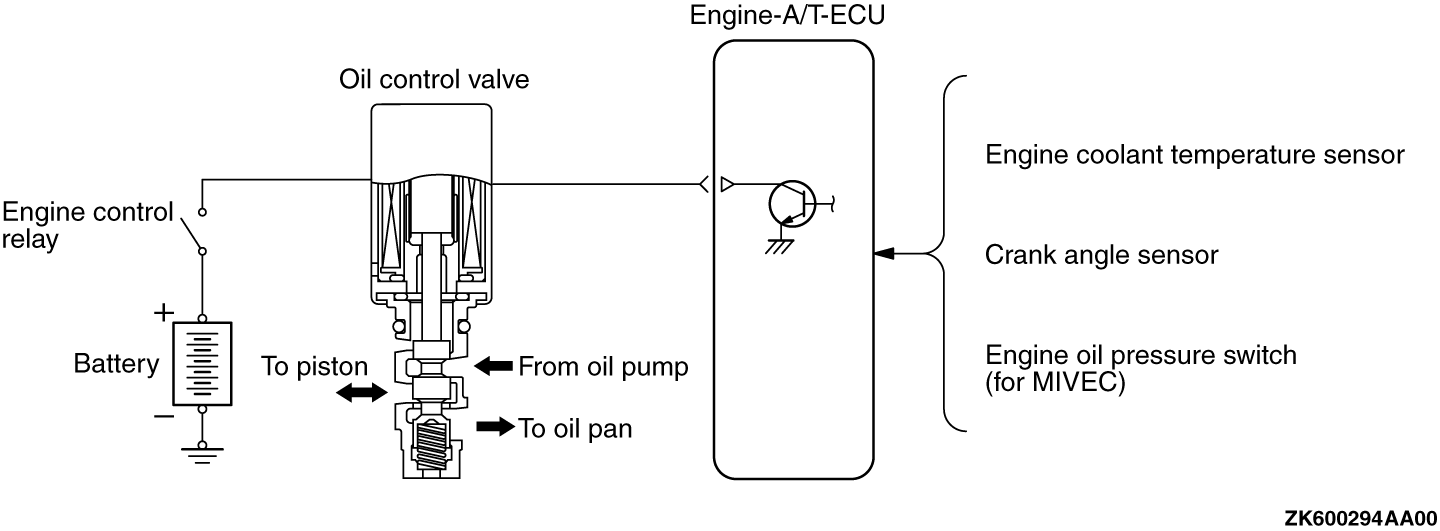 Engine-A/T-ECU
Oil control valve
Engine coolant temperature sensor
Engine control
relay
Crank angle sensor
+
Battery
−
To piston
From oil pump
To oil pan
Engine oil pressure switch
(for MIVEC)
ZK600294AA00